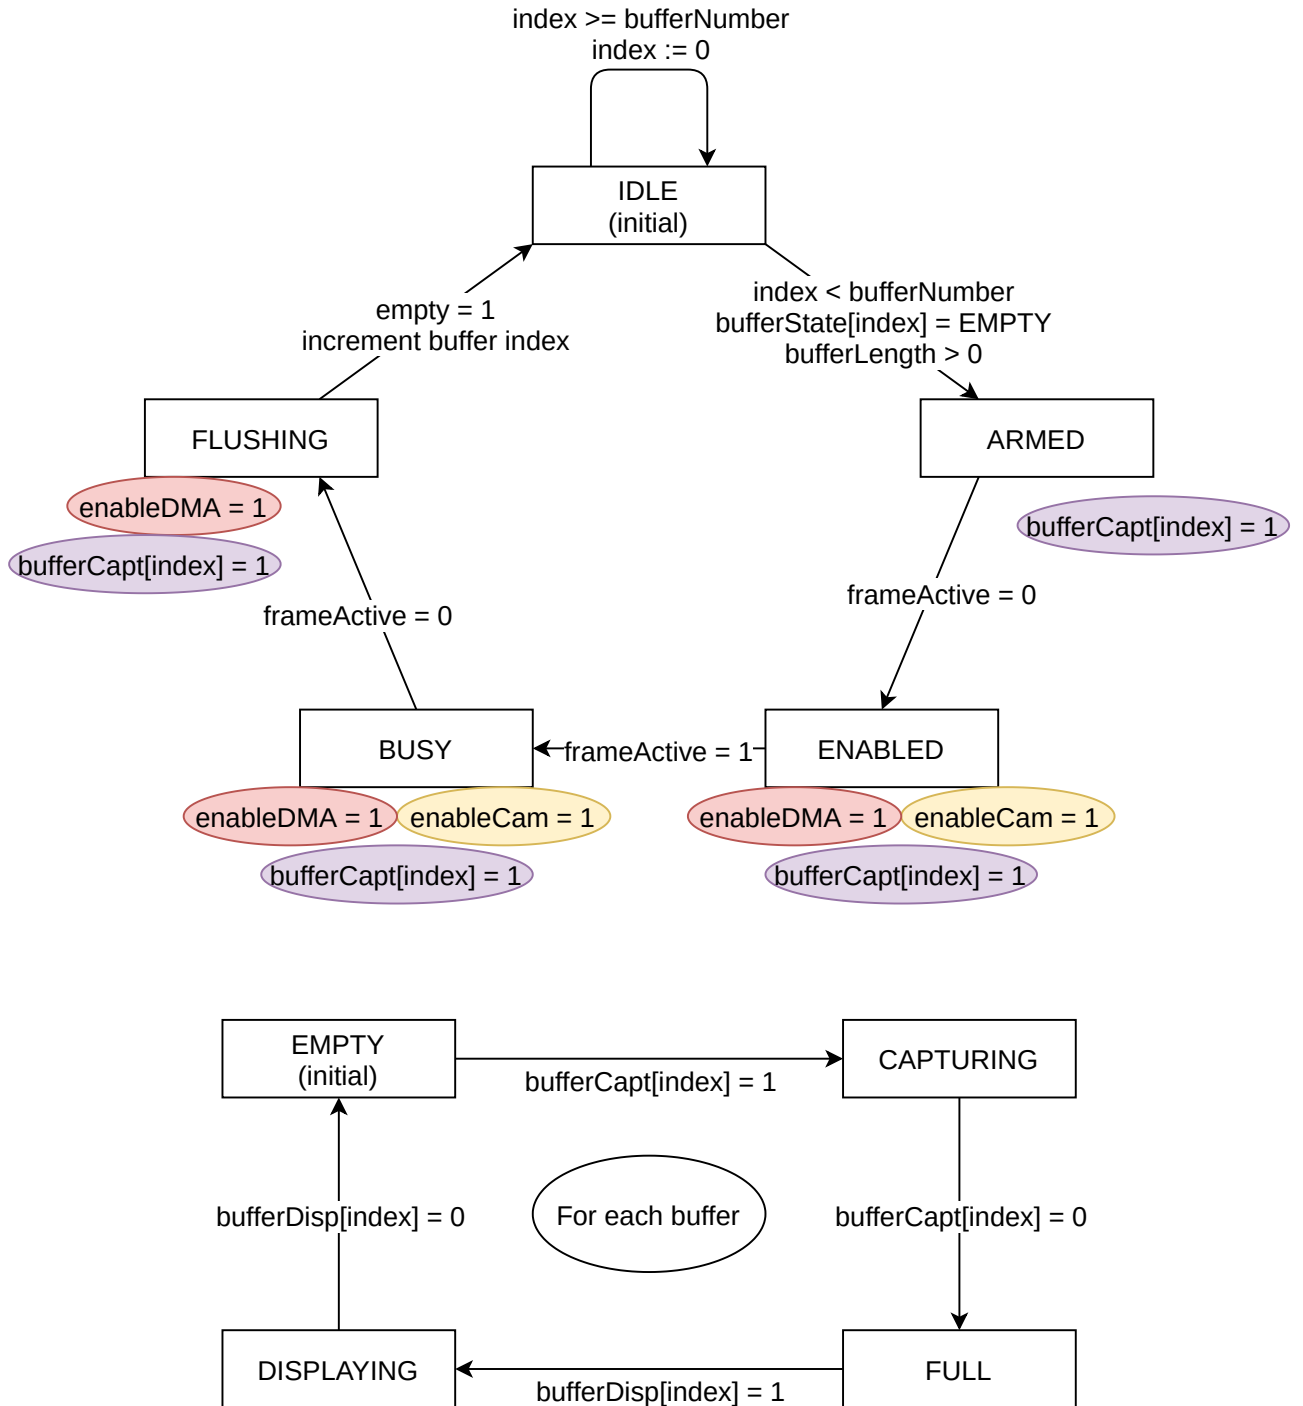 index >= bufferNumber
index := 0
IDLE
(initial)
index < bufferNumber
bufferState[index] = EMPTY
bufferLength > 0
empty = 1
increment buffer index
FLUSHING
ARMED
enableDMA = 1
bufferCapt[index] = 1
bufferCapt[index] = 1
frameActive = 0
frameActive = 0
BUSY
frameActive = 1
ENABLED
enableDMA = 1
enableCam = 1
enableDMA = 1
enableCam = 1
bufferCapt[index] = 1
bufferCapt[index] = 1
EMPTY
(initial)
CAPTURING
bufferCapt[index] = 1
bufferDisp[index] = 0
For each buffer
bufferCapt[index] = 0
DISPLAYING
FULL
bufferDisp[index] = 1